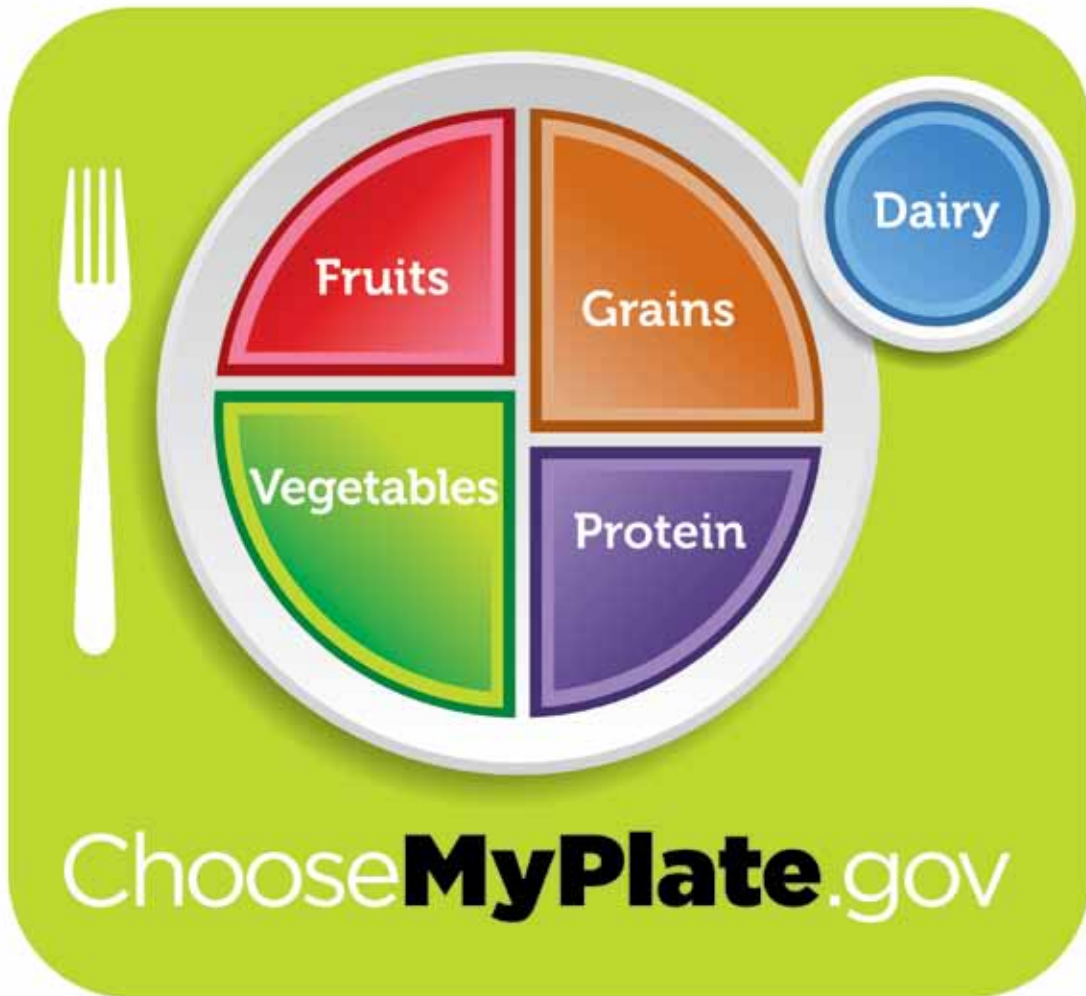 Fruits
Grains
Dairy
Vegetables
Protein
ChooseMyPlate.gov